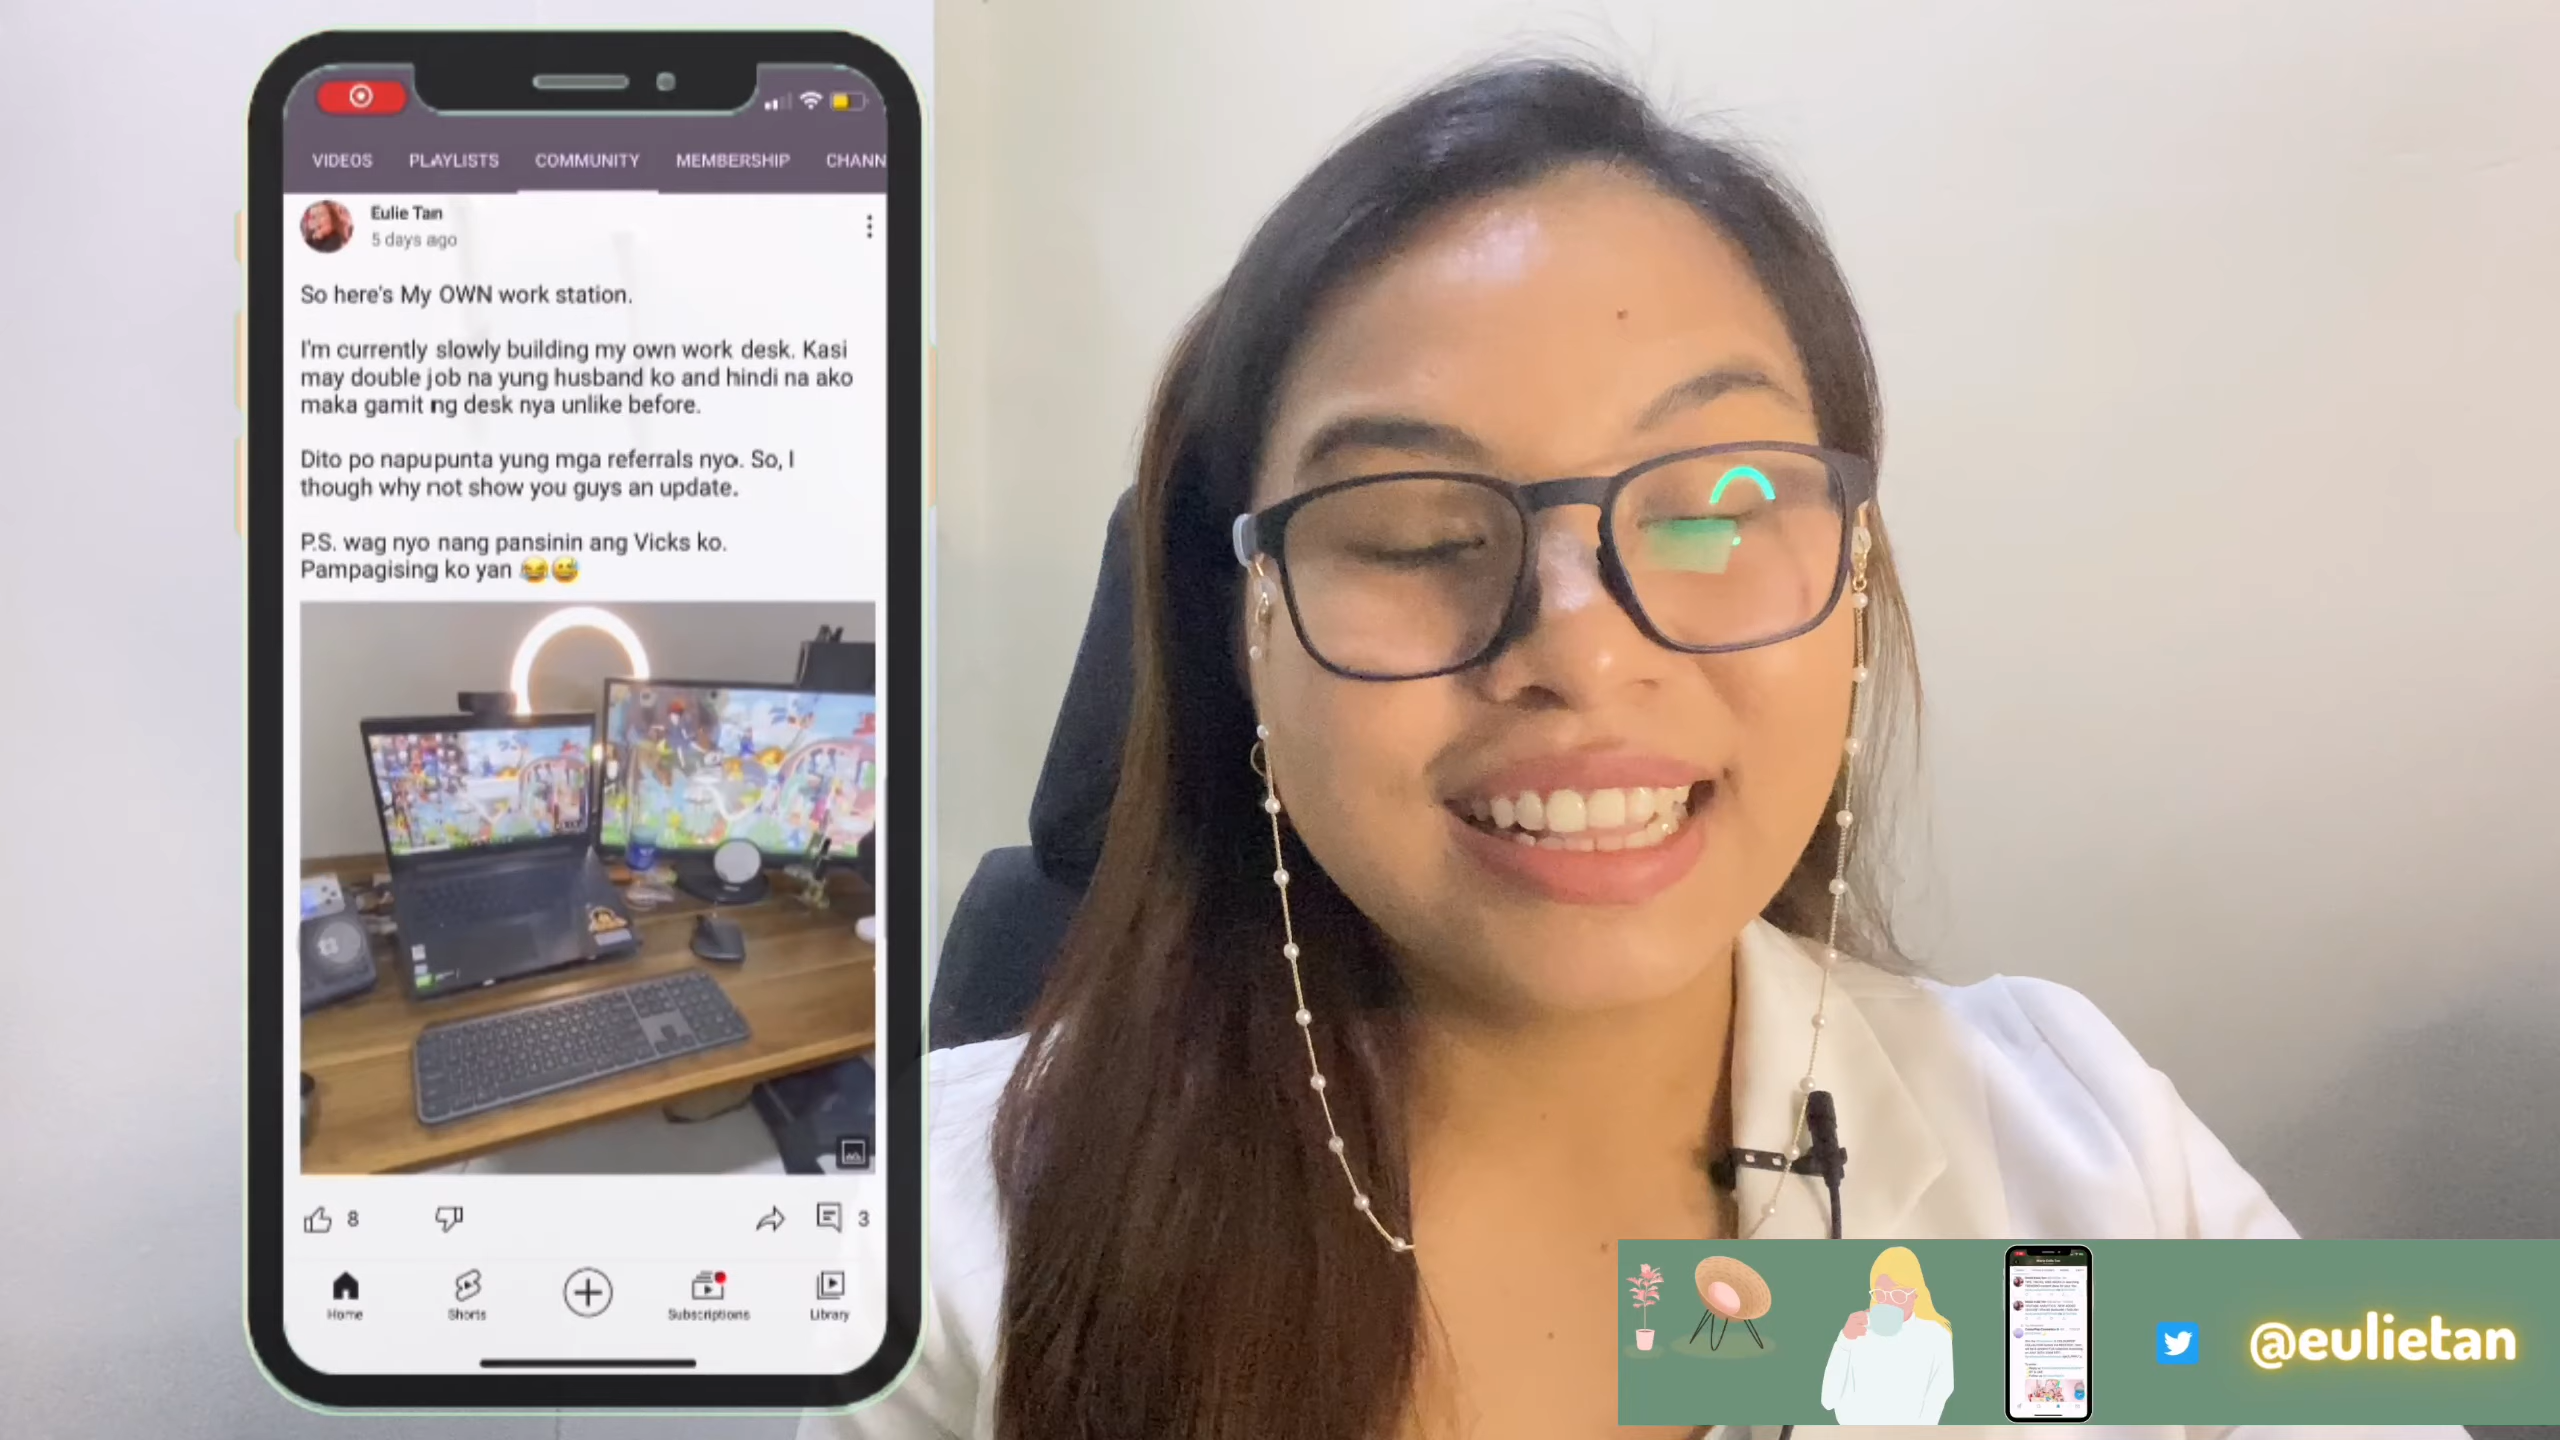 VIDEOS PLAYLISTS COMMUNITY MEMBERSHIP CHANN
Eulie Tan
5 days ago
So here's My OWN work station.
I'm currently slowly building my own work desk. Kasi
may double job na yung husband ko and hindi na ako
maka gamit ng desk nya unlike before.
Dito po napupunta yung mga referrals nyo. So, I
though why not show you guys an update.
P.S. wag nyo nang pansinin ang Vicks ko.
Pampagising ko yan 😂😅
8 3
Home Shorts Subscriptions Library
@eulietan